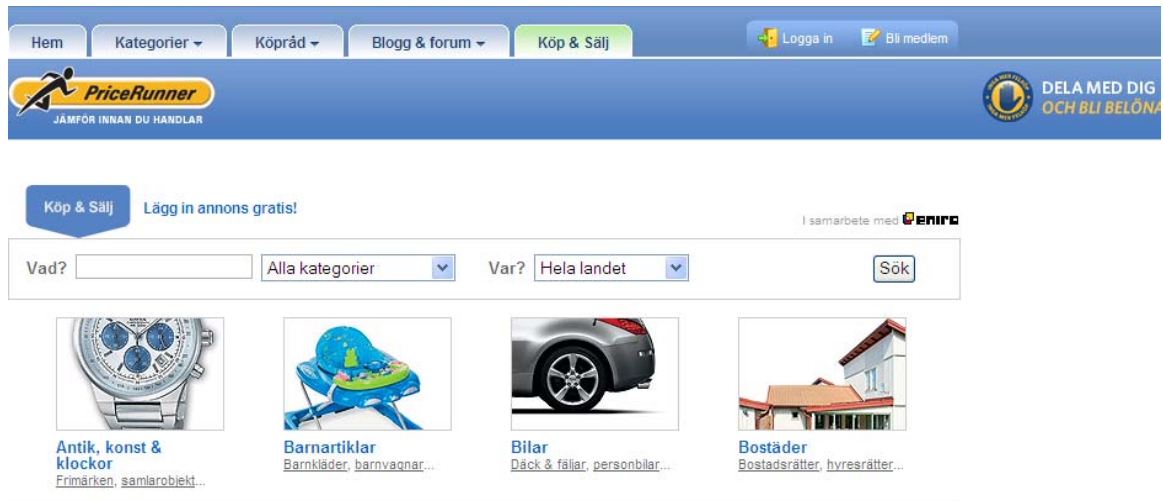 Hem Kategorier Köpråd Blogg & forum Köp & Sälj Logga in Bli medlem
PriceRunner
JÄMFÖR INNAN DU HANDLAR
DELA MED DIG
OCH BLI BELÖNA
Köp & Sälj Lägg in annons gratis!
I samarbete med eniro
Vad? Alla kategorier Var? Hela landet Sök
Antik, konst &
klockor
Frimärken, samlarobjekt...
Barnartiklar
Barnkläder, barnvagnar...
Bilar
Däck & fäljar, personbilar...
Bostäder
Bostadsrätter, hyresrätter...